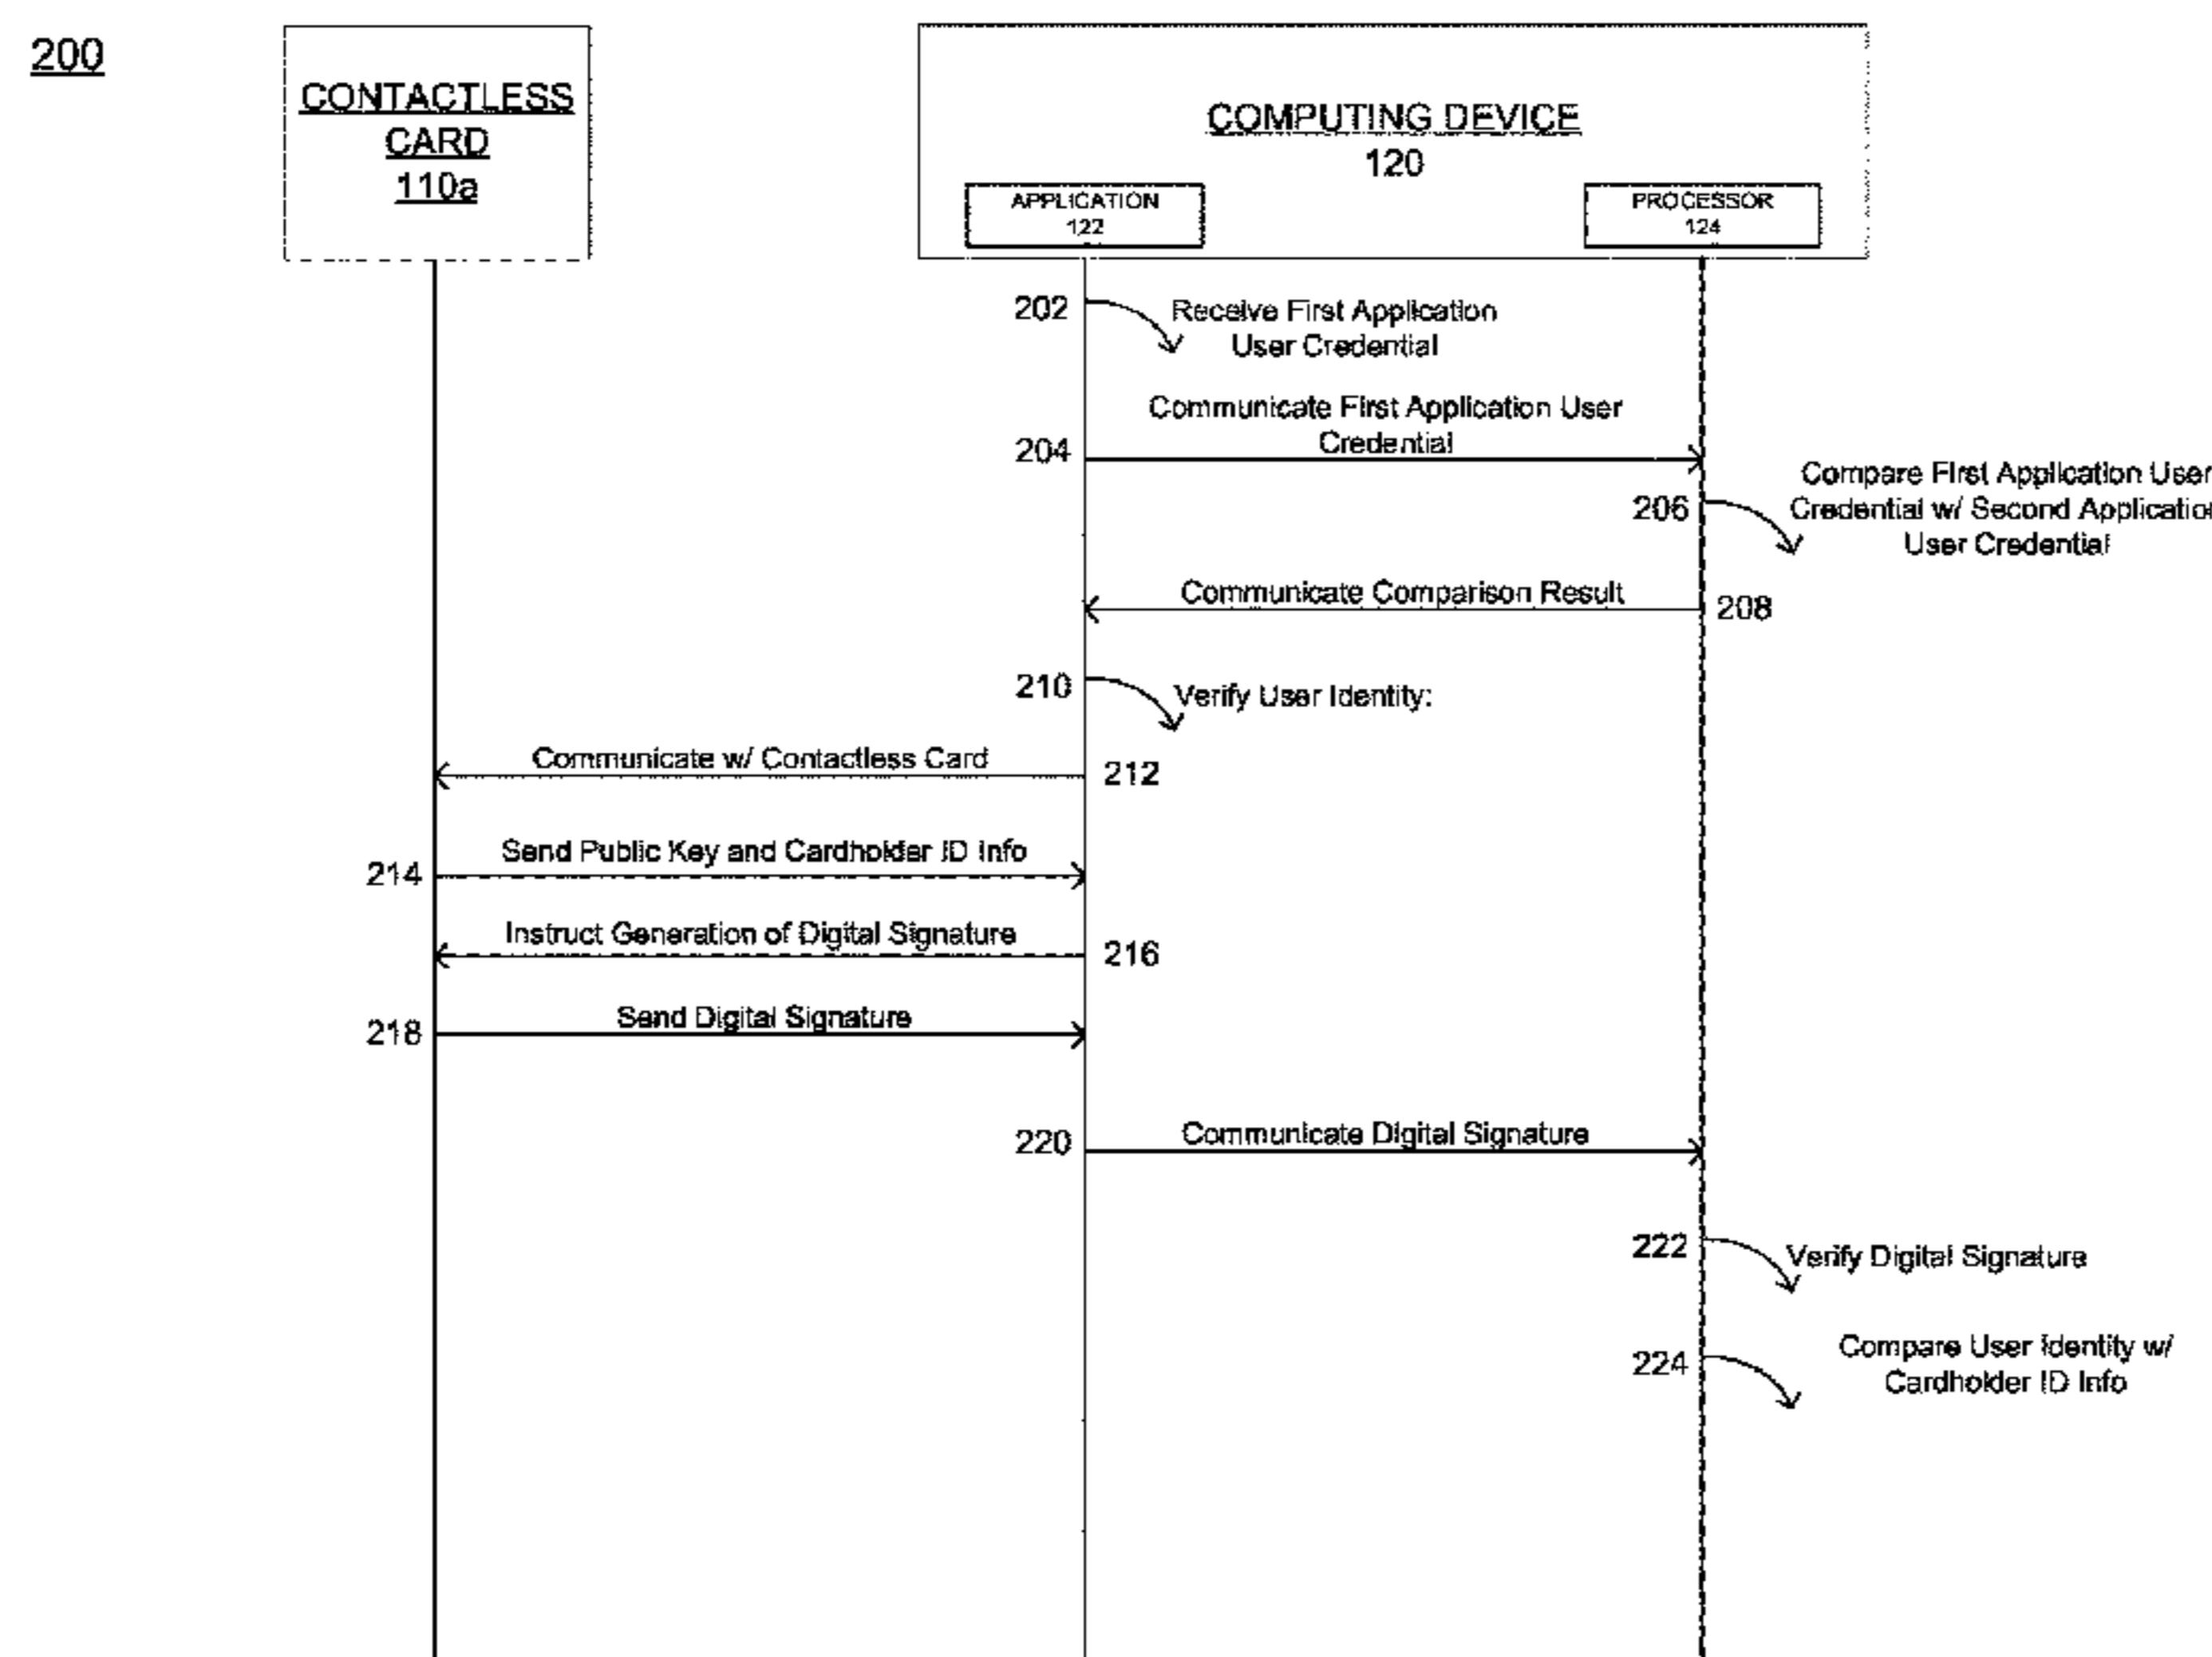 200
CONTACTLESS
CARD
110a
COMPUTING DEVICE
120
APPLICATION
122
PROCESSOR
124
202
Receive First Application
User Credential
Communicate First Application User
Credential
204
Compare First Application User
Credential w/ Second Application
User Credential
206
Communicate Comparison Result
208
210
Verify User Identity:
Communicate w/ Contactless Card
212
Send Public Key and Cardholder ID Info
214
Instruct Generation of Digital Signature
216
Send Digital Signature
218
220
Communicate Digital Signature
222
Verify Digital Signature
224
Compare User Identity w/
Cardholder ID Info